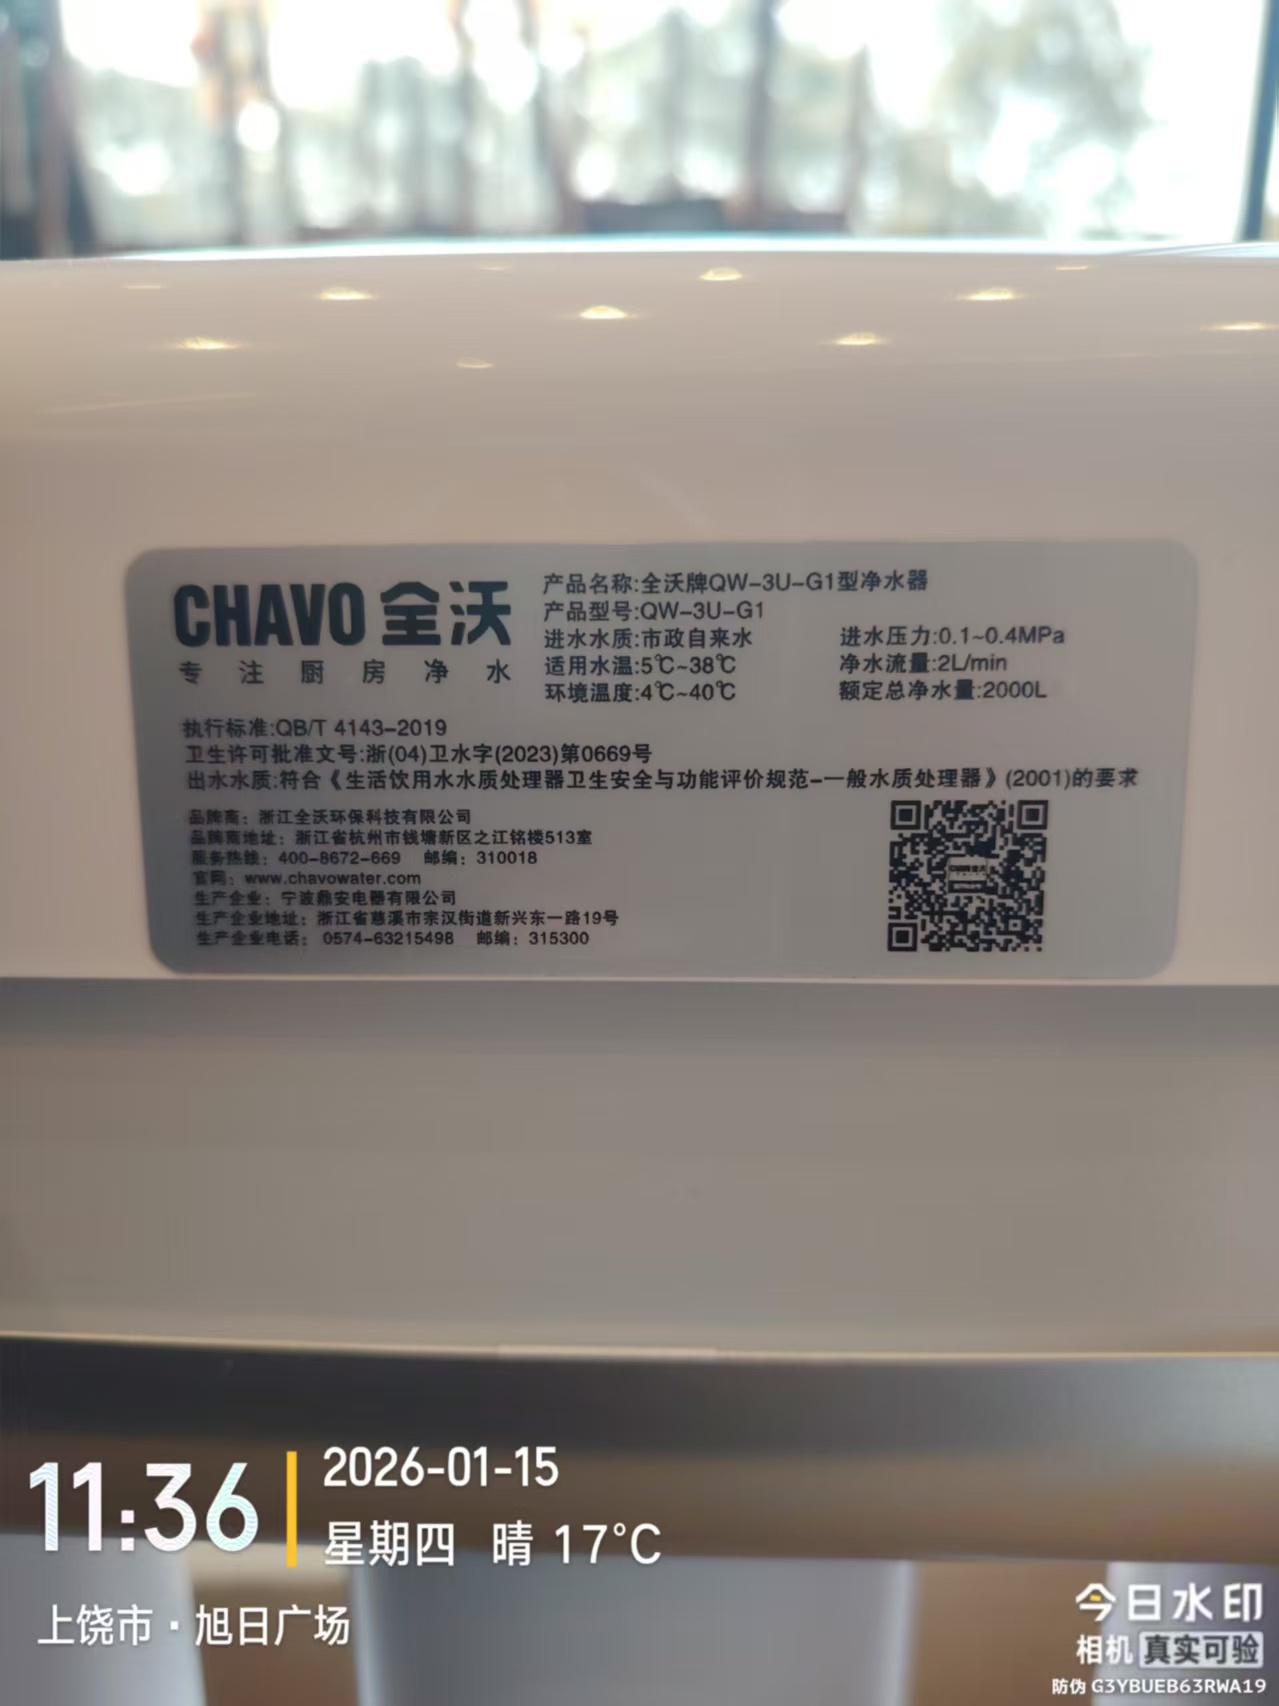 CHAVO 全沃
专注厨房净水
产品名称:全沃牌QW-3U-G1型净水器
产品型号:QW-3U-G1
进水水质:市政自来水 进水压力:0.1~0.4MPa
适用水温:5℃~38℃ 净水流量:2L/min
环境温度:4℃~40℃ 额定总净水量:2000L
执行标准:QB/T 4143-2019
卫生许可批准文号:浙(04)卫水字(2023)第0669号
出水水质:符合《生活饮用水水质处理器卫生安全与功能评价规范-一般水质处理器》(2001)的要求
品牌商：浙江全沃环保科技有限公司
品牌商地址：浙江省杭州市钱塘新区之江铭楼513室
服务热线：400-8672-669 邮编：310018
官网：www.chavowater.com
生产企业：宁波鼎安电器有限公司
生产企业地址：浙江省慈溪市宗汉街道新兴东一路19号
生产企业电话：0574-63215498 邮编：315300
11:36
2026-01-15
星期四 晴 17°C
上饶市·旭日广场
今日水印
相机 真实可验
防伪 G3YBUEB63RWA19